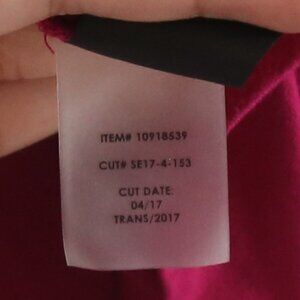 ITEM# 10918539
CUT# SE17-4-153
CUT DATE:
04/17
TRANS/2017